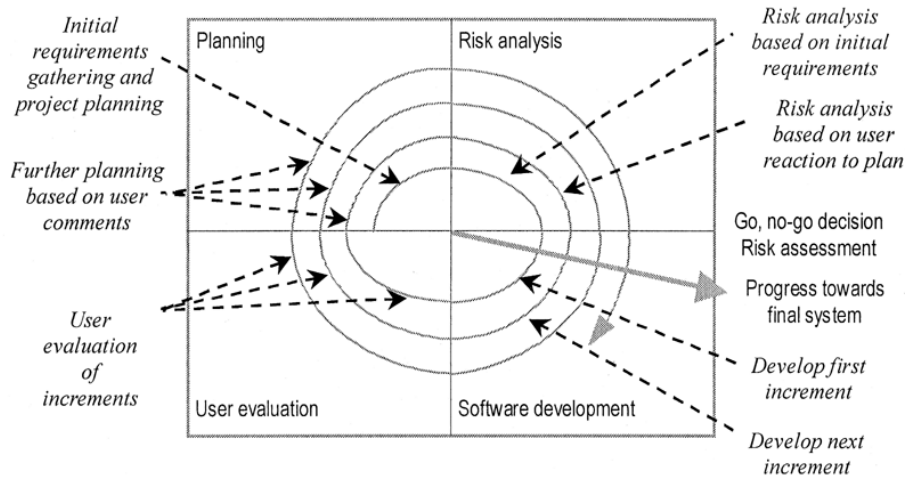 Initial
requirements
gathering and
project planning
Planning
Risk analysis
Risk analysis
based on initial
requirements
Risk analysis
based on user
reaction to plan
Further planning
based on user
comments
Go, no-go decision
Risk assessment
Progress towards
final system
User
evaluation
of
increments
User evaluation
Software development
Develop first
increment
Develop next
increment